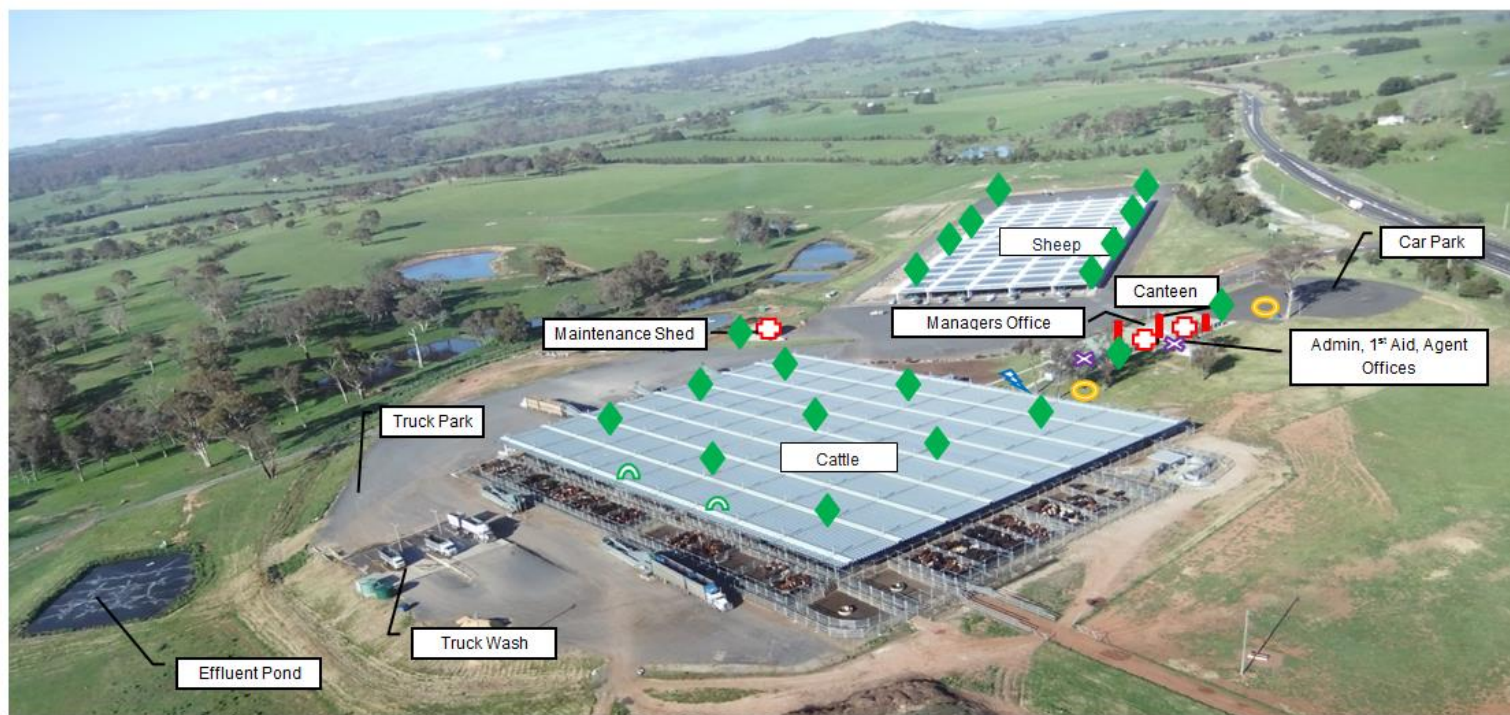 Sheep
Car Park
Canteen
Managers Office
Maintenance Shed
Admin, 1st Aid, Agent
Offices
Truck Park
Cattle
Truck Wash
Effluent Pond